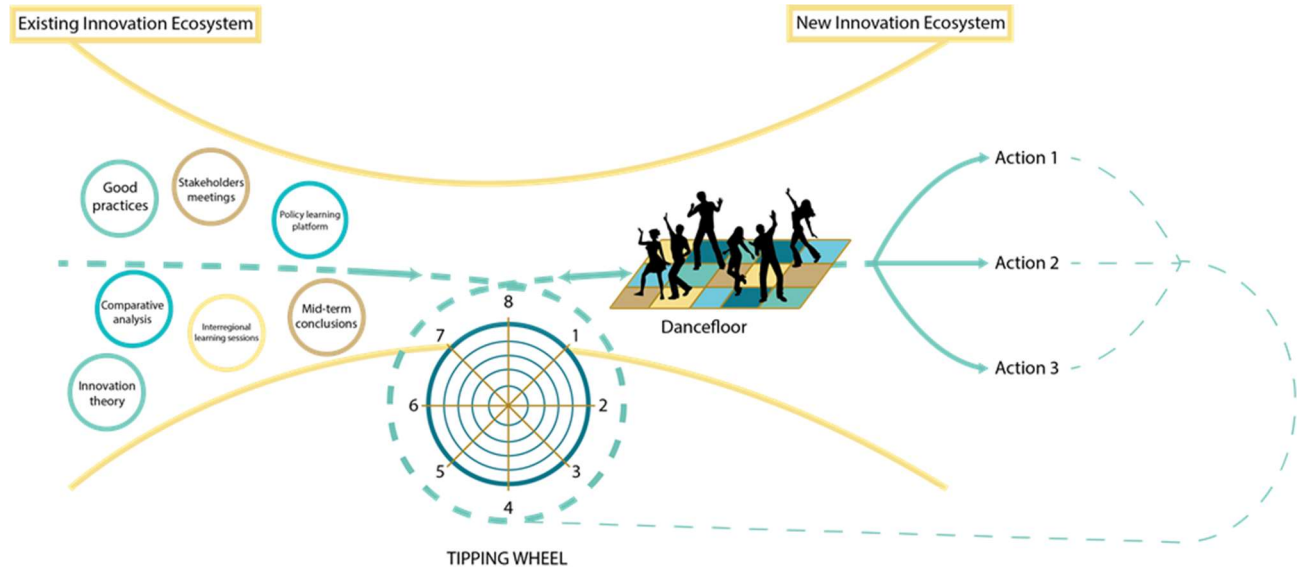 Existing Innovation Ecosystem
New Innovation Ecosystem
Good
practices
Stakeholders
meetings
Policy learning
platform
Comparative
analysis
Interregional
learning sessions
Mid-term
conclusions
Innovation
theory
8
7
1
6
2
5
3
4
TIPPING WHEEL
Dancefloor
Action 1
Action 2
Action 3